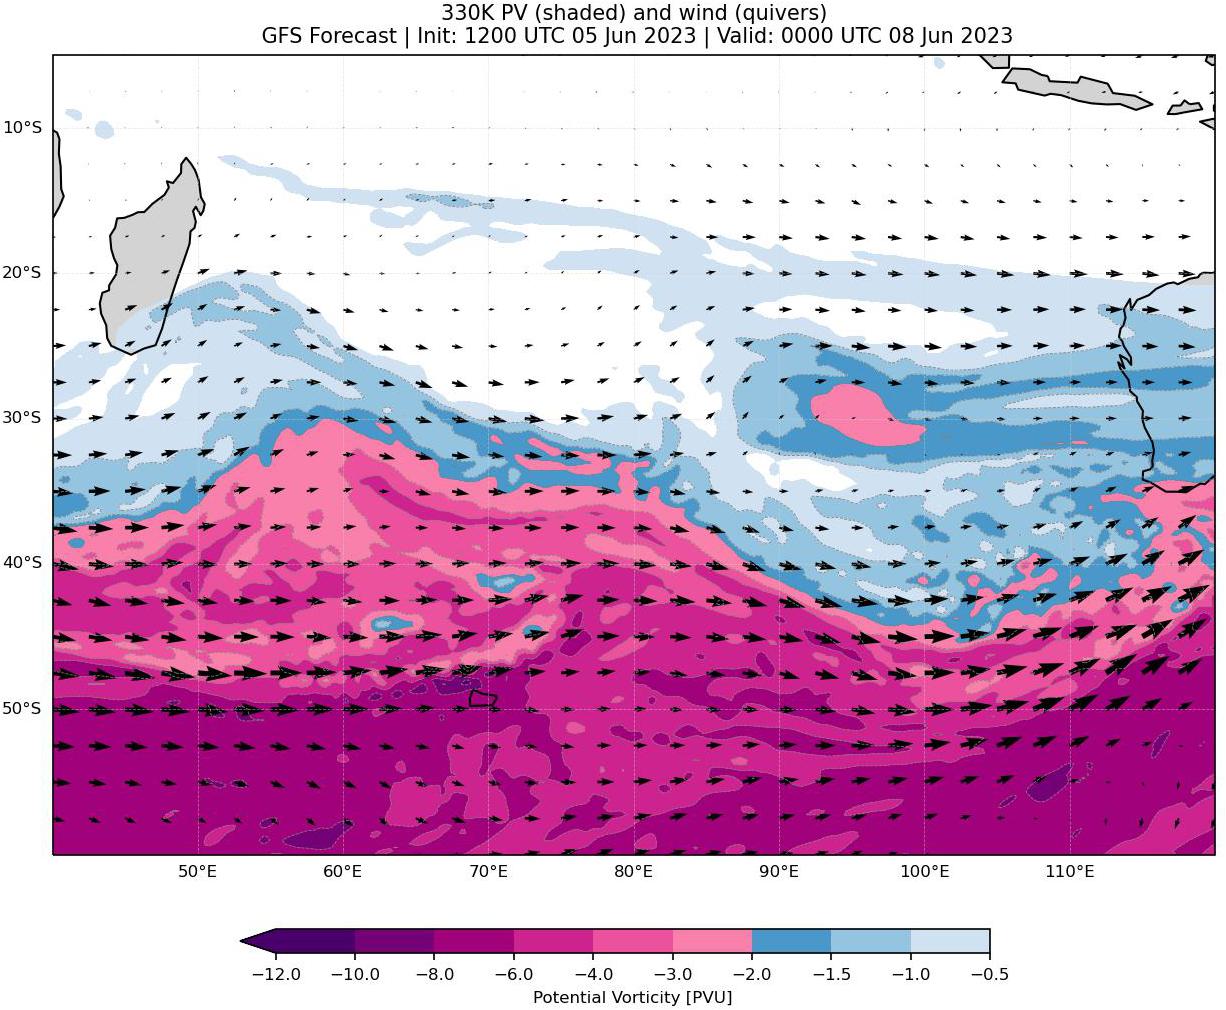 330K PV (shaded) and wind (quivers)
GFS Forecast | Init: 1200 UTC 05 Jun 2023 | Valid: 0000 UTC 08 Jun 2023
10°S
20°S
30°S
40°S
50°S
50°E 60°E 70°E 80°E 90°E 100°E 110°E
−12.0 −10.0 −8.0 −6.0 −4.0 −3.0 −2.0 −1.5 −1.0 −0.5
Potential Vorticity [PVU]